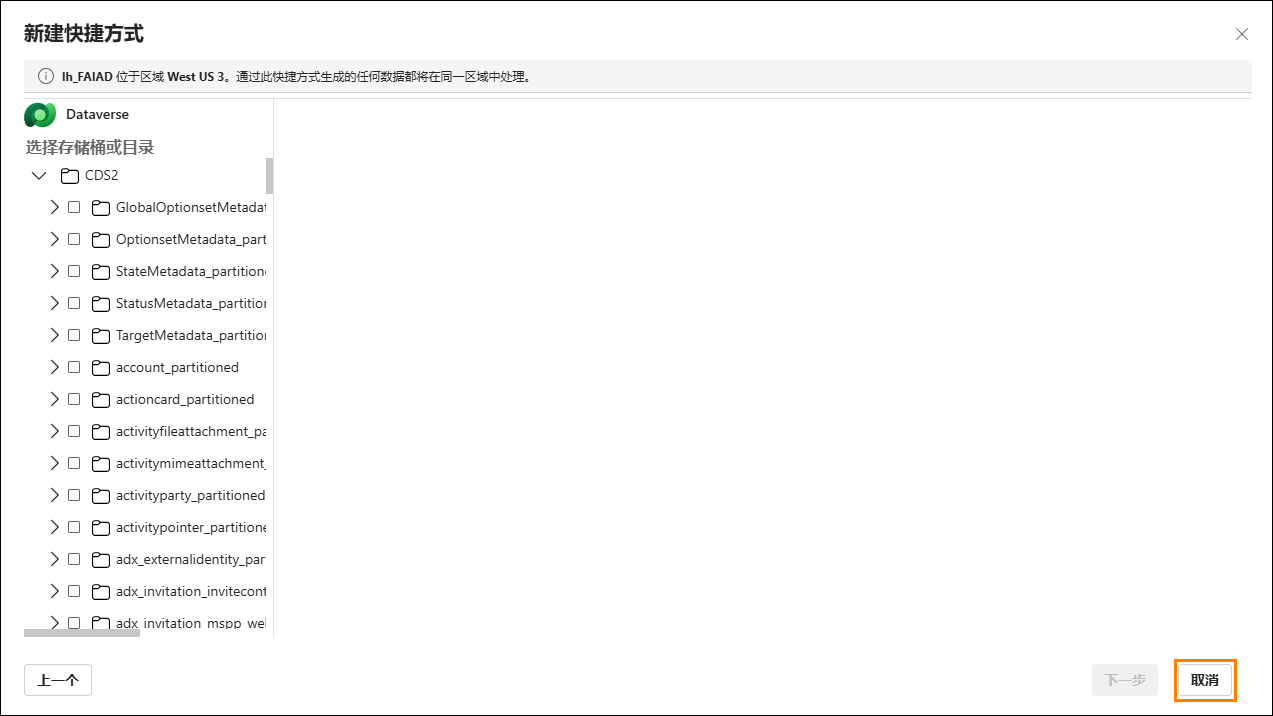 新建快捷方式
lh_FAIAD 位于区域 West US 3。通过此快捷方式生成的任何数据都将在同一区域中处理。
Dataverse
选择存储桶或目录
CDS2
GlobalOptionsetMetadat
OptionsetMetadata_part
StateMetadata_partition
StatusMetadata_partition
TargetMetadata_partition
account_partitioned
actioncard_partitioned
activityfileattachment_pa
activitymimeattachment_
activityparty_partitioned
activitypointer_partitione
adx_externalidentity_par
adx_invitation_invitecont
adx_invitation_mspp_wel
上一个
下一步
取消